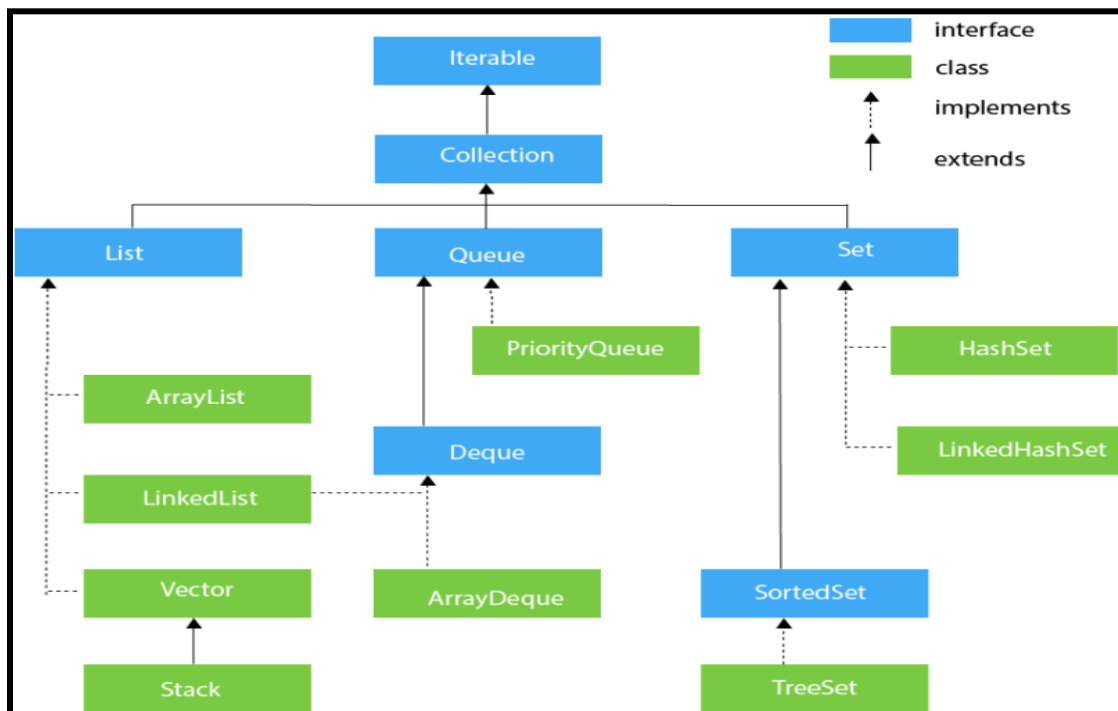 interface
Iterable
class
implements
Collection
extends
List
Queue
Set
PriorityQueue
HashSet
ArrayList
Deque
LinkedHashSet
LinkedList
Vector
ArrayDeque
SortedSet
Stack
TreeSet